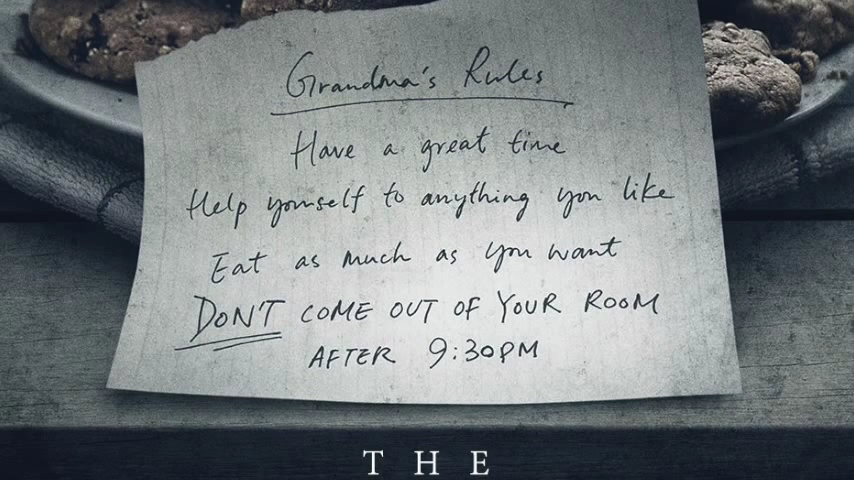 Grandma's Rules
Have a great time
Help yourself to anything you like
Eat as much as you want
DON'T COME OUT OF YOUR ROOM
AFTER 9:30PM
THE